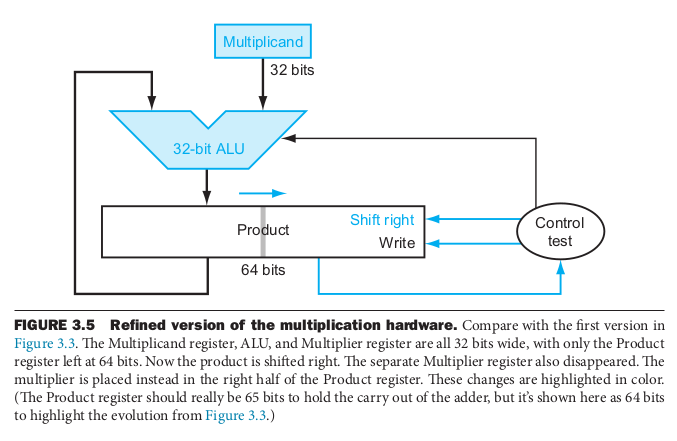 Multiplicand
32 bits
32-bit ALU
Product
Shift right
Write
Control
test
64 bits
FIGURE 3.5 Refined version of the multiplication hardware. Compare with the first version in
Figure 3.3. The Multiplicand register, ALU, and Multiplier register are all 32 bits wide, with only the Product
register left at 64 bits. Now the product is shifted right. The separate Multiplier register also disappeared. The
multiplier is placed instead in the right half of the Product register. These changes are highlighted in color.
(The Product register should really be 65 bits to hold the carry out of the adder, but it's shown here as 64 bits
to highlight the evolution from Figure 3.3.)